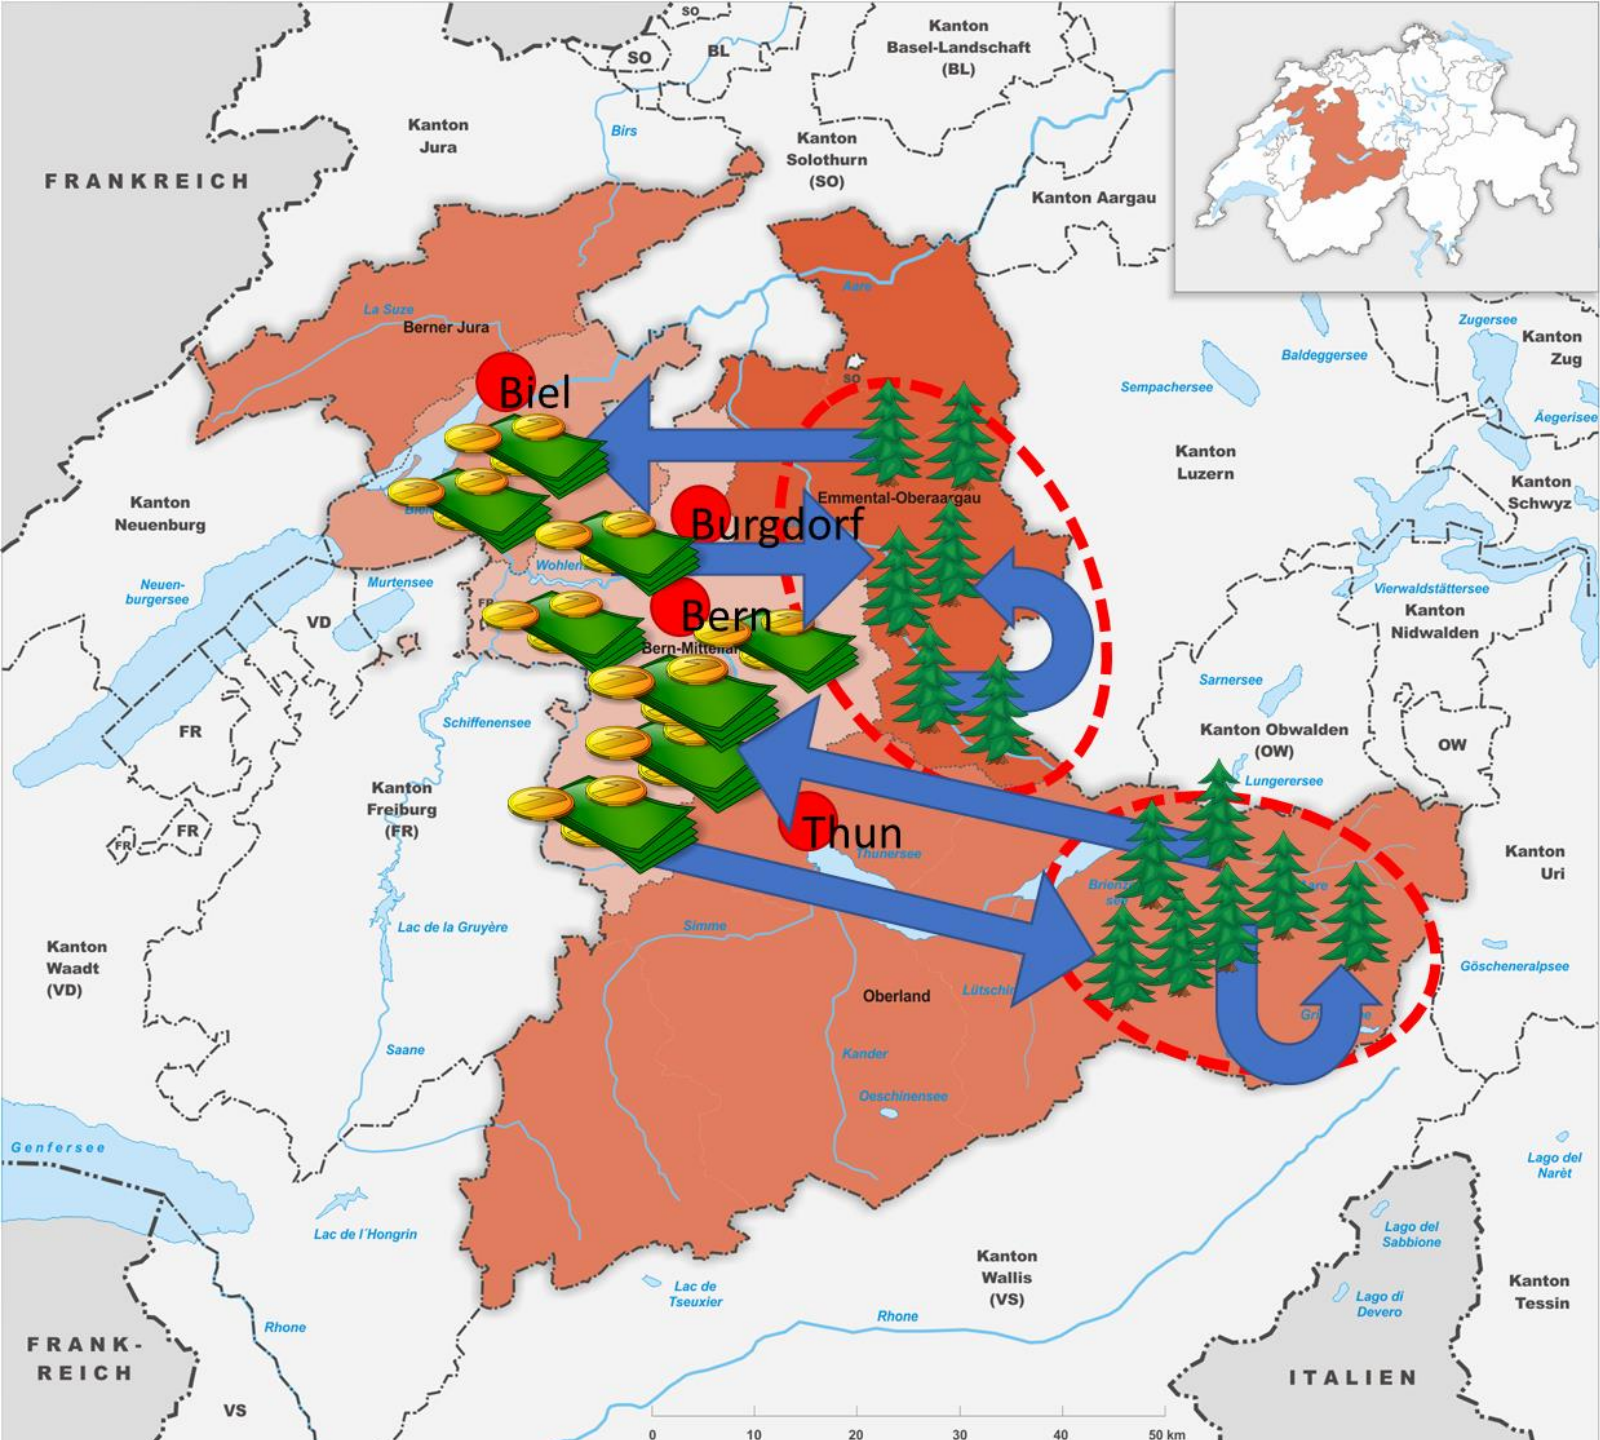 SO
SO
BL
Kanton
Basel-Landschaft
(BL)
Kanton
Jura
Birs
Kanton
Solothurn
(SO)
FRANKREICH
Kanton Aargau
Aare
La Suze
Berner Jura
Zugersee
Kanton
Zug
Baldeggersee
Sempachersee
SO
Biel
Äegerisee
Kanton
Luzern
Kanton
Schwyz
Kanton
Neuenburg
Emmental-Oberaargau
Burgdorf
Neuen-
burgersee
Murtensee
Vierwaldstättersee
Kanton
Nidwalden
VD
Bern
Sarnersee
Schiffenensee
FR
Kanton Obwalden
(OW)
OW
Lungerersee
Kanton
Freiburg
(FR)
FR
FR
Thun
Thunersee
Kanton
Uri
Simme
Lac de la Gruyère
Kanton
Waadt
(VD)
Göscheneralpsee
Oberland
Saane
Kander
Oeschinensee
Genfersee
Lago del
Narèt
Lac de l´Hongrin
Lago del
Sabbione
Kanton
Wallis
(VS)
Lac de
Tseuxier
Lago di
Devero
Kanton
Tessin
Rhone
Rhone
FRANK-
REICH
ITALIEN
VS
0 10 20 30 40 50 km